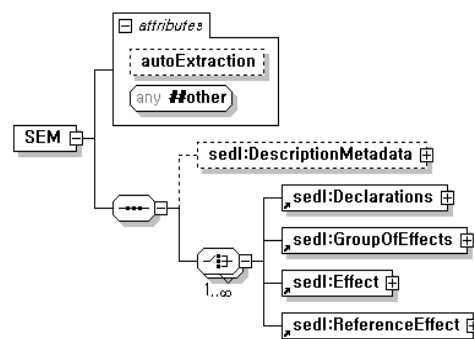 attributes
autoExtraction
any ##other
SEM
sedl:DescriptionMetadata
sedl:Declarations
sedl:GroupOfEffects
sedl:Effect
1..∞
sedl:ReferenceEffect